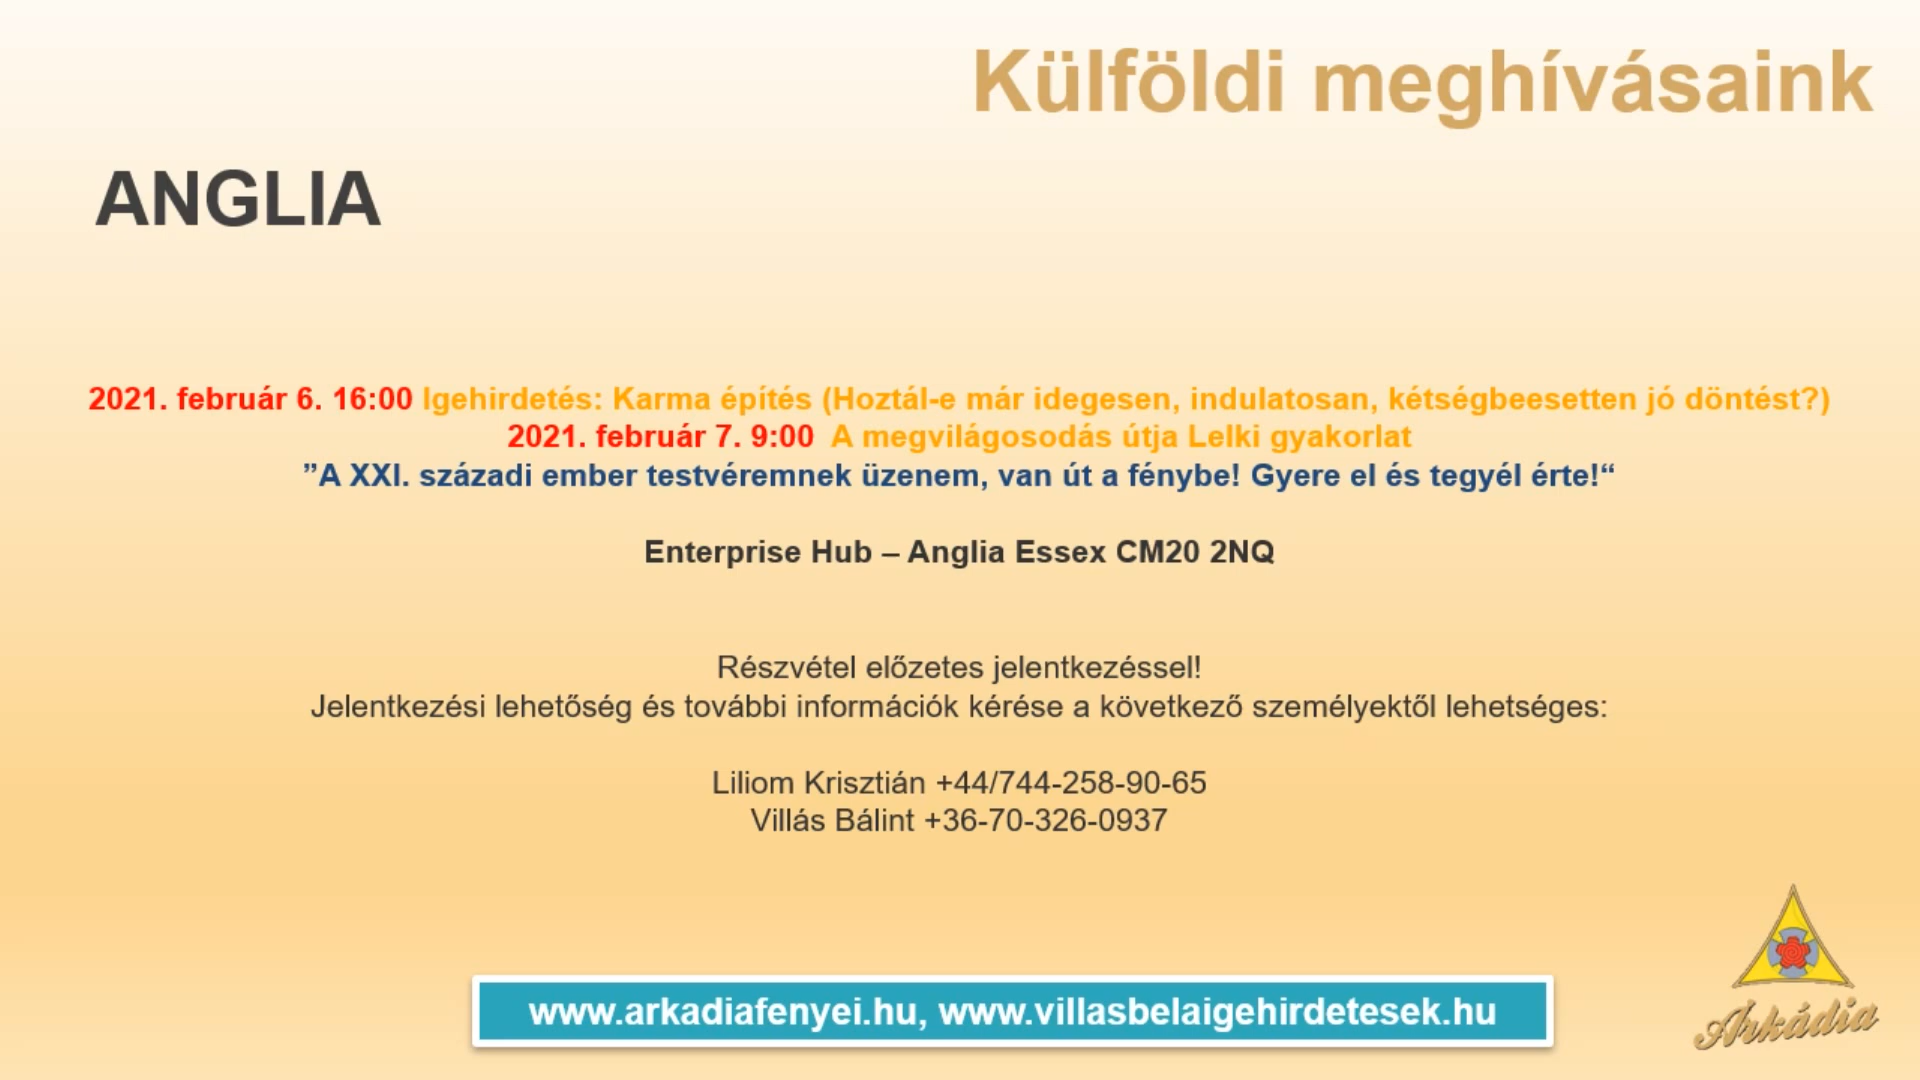 Külföldi meghívásaink
ANGLIA
2021. február 6. 16:00 Igehirdetés: Karma építés (Hoztál-e már idegesen, indulatosan, kétségbeesetten jó döntést?)
2021. február 7. 9:00 A megvilágosodás útja Lelki gyakorlat
”A XXI. századi ember testvéremnek üzenem, van út a fénybe! Gyere el és tegyél érte!“
Enterprise Hub – Anglia Essex CM20 2NQ
Részvétel előzetes jelentkezéssel!
Jelentkezési lehetőség és további információk kérése a következő személyektől lehetséges:
Liliom Krisztián +44/744-258-90-65
Villás Bálint +36-70-326-0937
www.arkadiafenyei.hu, www.villasbelaigehirdetesek.hu
Arkádia